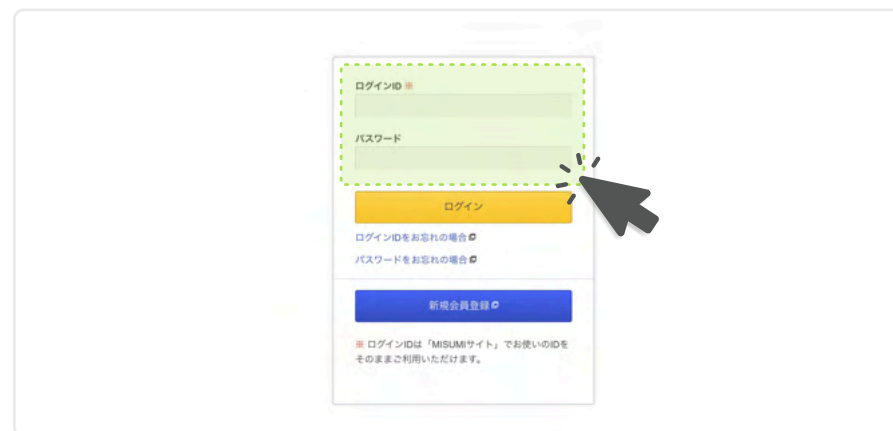 ログインID ※
パスワード
ログイン
ログインIDをお忘れの場合
パスワードをお忘れの場合
新規会員登録
※ ログインIDは「MISUMIサイト」でお使いのIDを
そのままご利用いただけます。